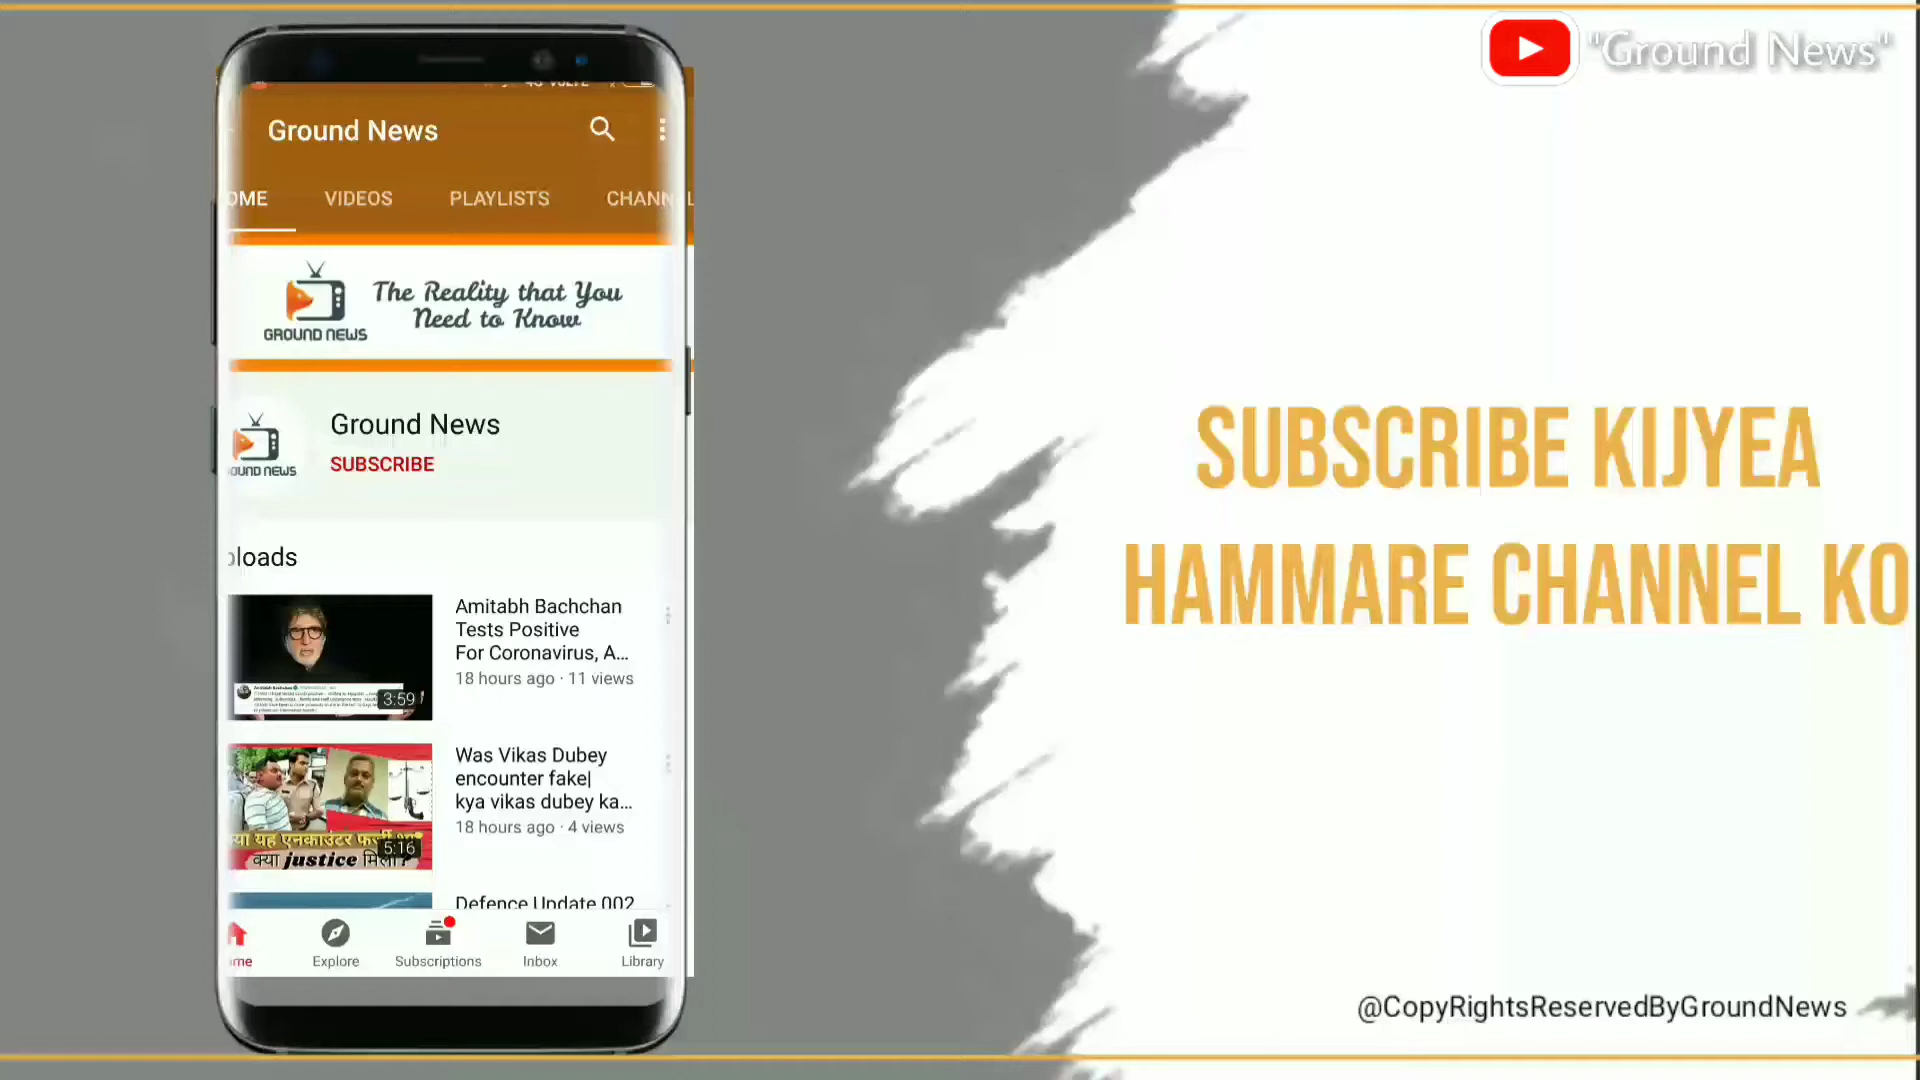 "Ground News"
Ground News
OME VIDEOS PLAYLISTS CHANN L
GROUND NEWS
The Reality that You
Need to Know
Ground News
SUBSCRIBE
OUND NEWS
ploads
Amitabh Bachchan
Tests Positive
For Coronavirus, A...
18 hours ago · 11 views
3:59
Was Vikas Dubey
encounter fake|
kya vikas dubey ka...
18 hours ago · 4 views
क्या justice मिला?
5:16
Defence Update 002
me Explore Subscriptions Inbox Library
SUBSCRIBE KIJYEA
HAMMARE CHANNEL KO
@CopyRightsReservedByGroundNews